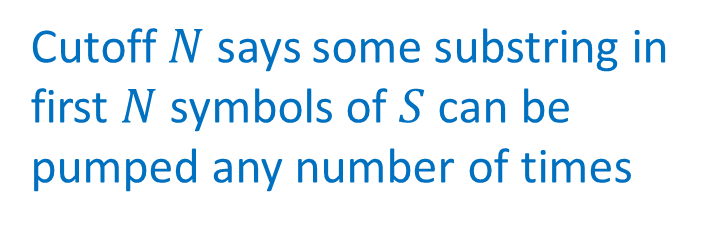 Cutoff N says some substring in
first N symbols of S can be
pumped any number of times